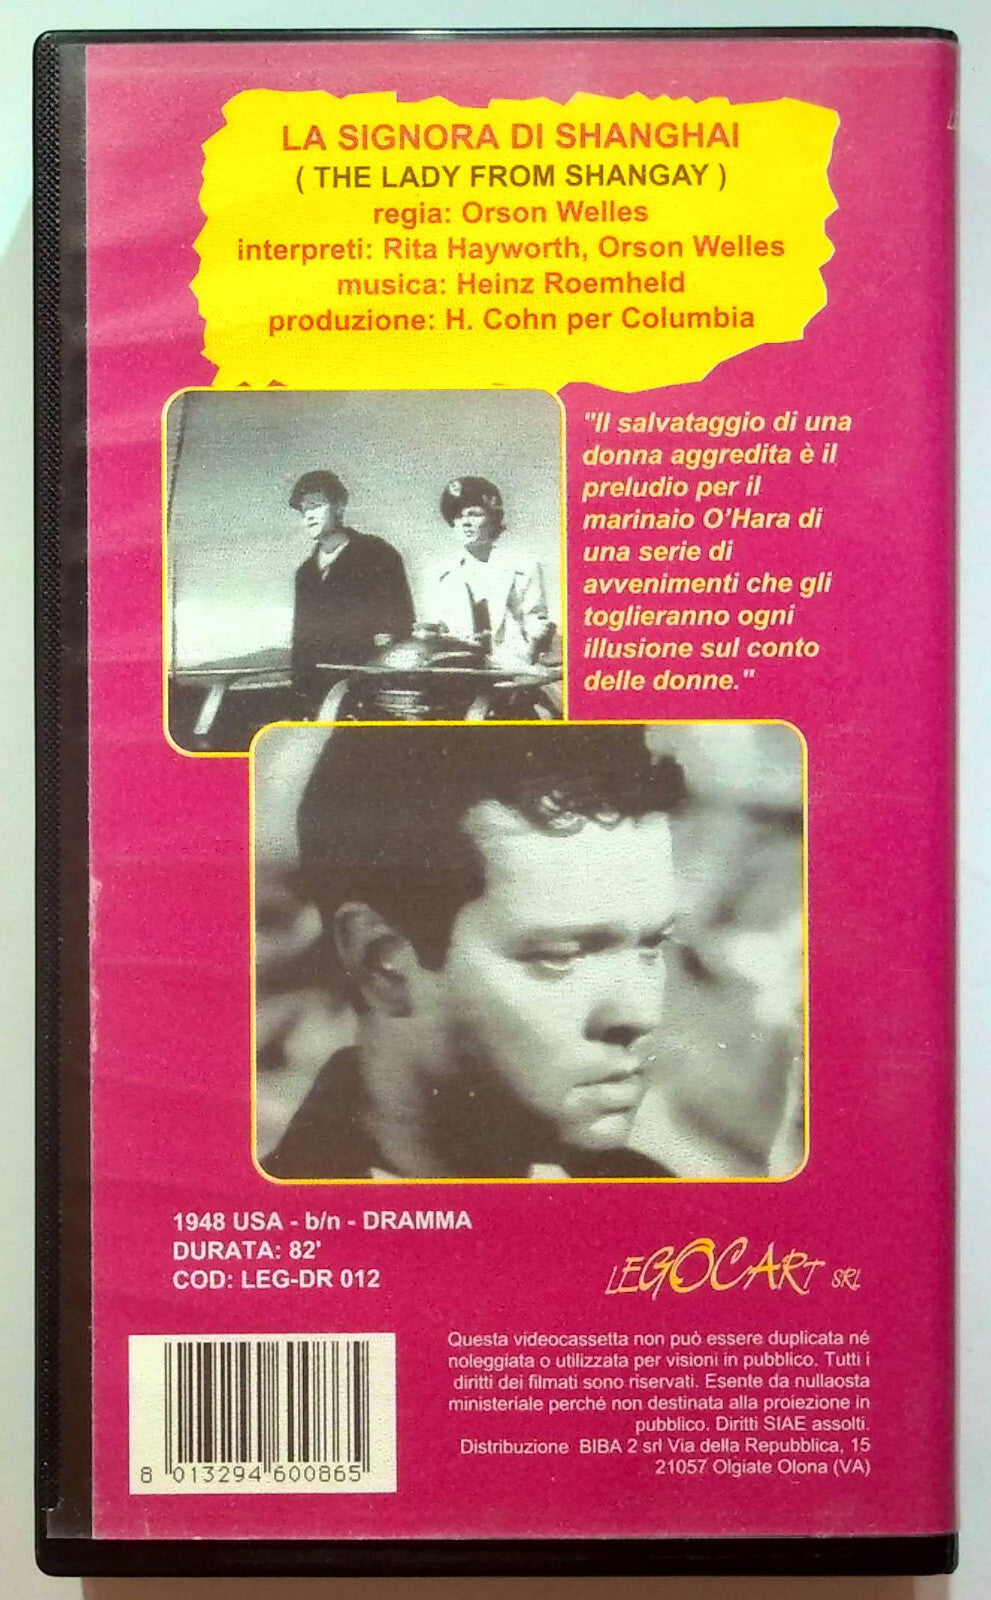 LA SIGNORA DI SHANGHAI
( THE LADY FROM SHANGAY )
regia: Orson Welles
interpreti: Rita Hayworth, Orson Welles
musica: Heinz Roemheld
produzione: H. Cohn per Columbia
"Il salvataggio di una
donna aggredita è il
preludio per il
marinaio O'Hara di
una serie di
avvenimenti che gli
toglieranno ogni
illusione sul conto
delle donne."
1948 USA - b/n - DRAMMA
DURATA: 82'
COD: LEG-DR 012
LEGOCART SRL
Questa videocassetta non può essere duplicata né
noleggiata o utilizzata per visioni in pubblico. Tutti i
diritti dei filmati sono riservati. Esente da nullaosta
ministeriale perché non destinata alla proiezione in
pubblico. Diritti SIAE assolti.
Distribuzione BIBA 2 srl Via della Repubblica, 15
21057 Olgiate Olona (VA)
8 013294 600865